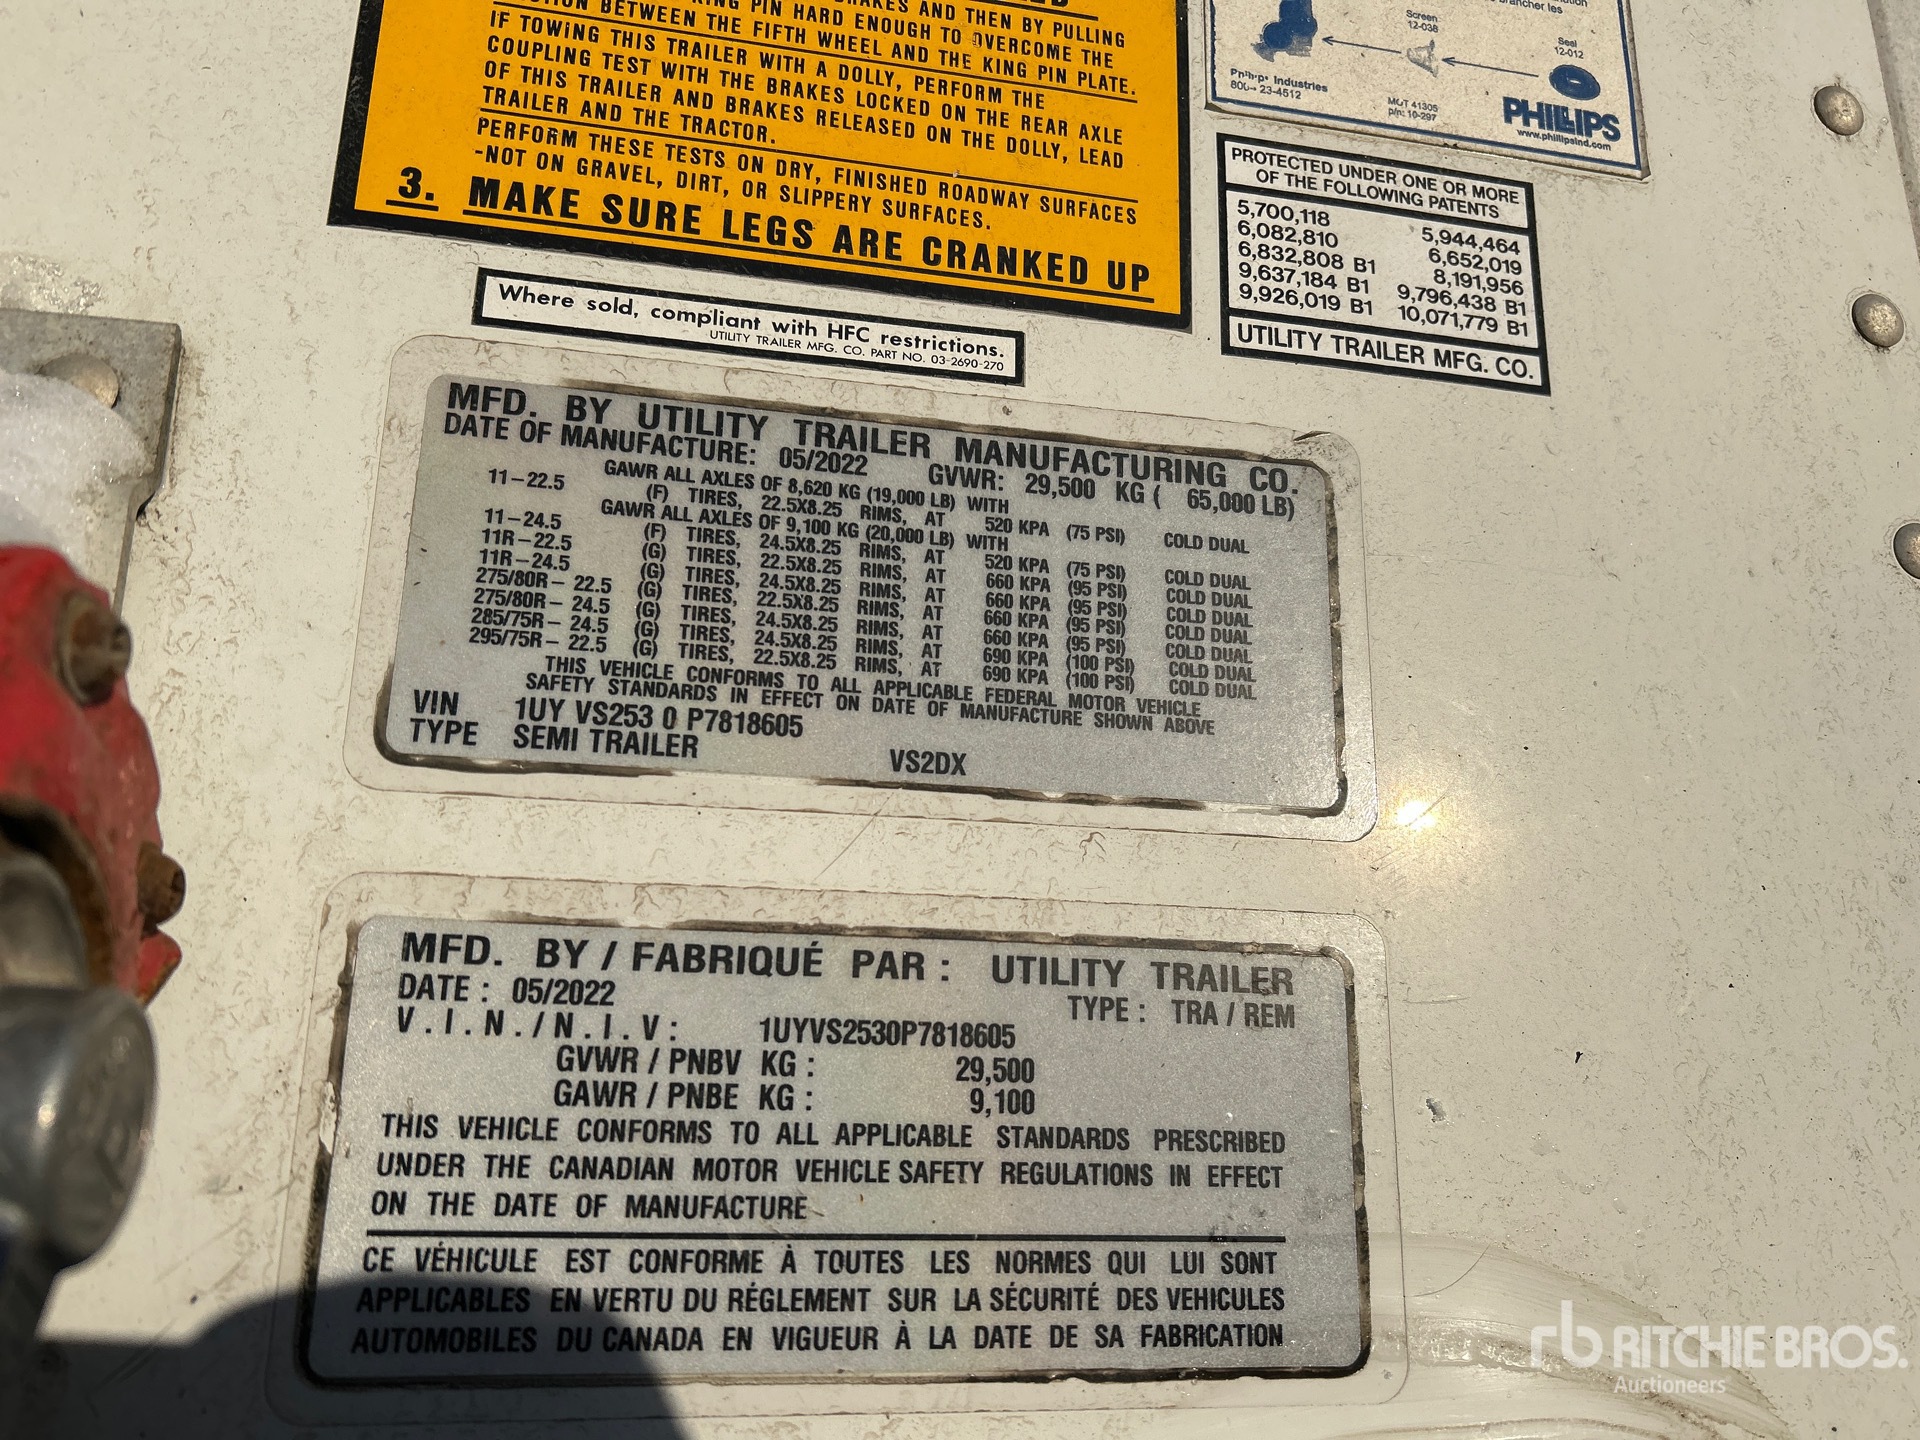 BRAKES AND THEN BY PULLING
KING PIN HARD ENOUGH TO OVERCOME THE
BETWEEN THE FIFTH WHEEL AND THE KING PIN PLATE.
IF TOWING THIS TRAILER WITH A DOLLY, PERFORM THE
COUPLING TEST WITH THE BRAKES LOCKED ON THE REAR AXLE
OF THIS TRAILER AND BRAKES RELEASED ON THE DOLLY, LEAD
TRAILER AND THE TRACTOR.
PERFORM THESE TESTS ON DRY, FINISHED ROADWAY SURFACES
-NOT ON GRAVEL, DIRT, OR SLIPPERY SURFACES.
3. MAKE SURE LEGS ARE CRANKED UP
brancher les
Screen
12-038
Seal
12-012
Industries
23-4512
MOT 41305
p/n: 10-297
PHILLIPS
www.phillipsind.com
PROTECTED UNDER ONE OR MORE
OF THE FOLLOWING PATENTS
5,700,118 5,944,464
6,082,810 6,652,019
6,832,808 B1 8,191,956
9,637,184 B1 9,796,438 B1
9,926,019 B1 10,071,779 B1
UTILITY TRAILER MFG. CO.
Where sold, compliant with HFC restrictions.
UTILITY TRAILER MFG. CO. PART NO. 03-2690-270
MFD. BY UTILITY TRAILER MANUFACTURING CO.
DATE OF MANUFACTURE: 05/2022 GVWR: 29,500 KG ( 65,000 LB)
GAWR ALL AXLES OF 8,620 KG (19,000 LB) WITH
11-22.5 (F) TIRES, 22.5X8.25 RIMS, AT 520 KPA (75 PSI) COLD DUAL
GAWR ALL AXLES OF 9,100 KG (20,000 LB) WITH
11-24.5 (F) TIRES, 24.5X8.25 RIMS, AT 520 KPA (75 PSI) COLD DUAL
11R-22.5 (G) TIRES, 22.5X8.25 RIMS, AT 660 KPA (95 PSI) COLD DUAL
11R-24.5 (G) TIRES, 24.5X8.25 RIMS, AT 660 KPA (95 PSI) COLD DUAL
275/80R- 22.5 (G) TIRES, 22.5X8.25 RIMS, AT 660 KPA (95 PSI) COLD DUAL
275/80R- 24.5 (G) TIRES, 24.5X8.25 RIMS, AT 660 KPA (95 PSI) COLD DUAL
285/75R- 24.5 (G) TIRES, 24.5X8.25 RIMS, AT 690 KPA (100 PSI) COLD DUAL
295/75R- 22.5 (G) TIRES, 22.5X8.25 RIMS, AT 690 KPA (100 PSI) COLD DUAL
THIS VEHICLE CONFORMS TO ALL APPLICABLE FEDERAL MOTOR VEHICLE
SAFETY STANDARDS IN EFFECT ON DATE OF MANUFACTURE SHOWN ABOVE
VIN 1UY VS253 0 P7818605
TYPE SEMI TRAILER VS2DX
MFD. BY / FABRIQUÉ PAR : UTILITY TRAILER
DATE : 05/2022 TYPE : TRA / REM
V.I.N./N.I.V: 1UYVS2530P7818605
GVWR / PNBV KG : 29,500
GAWR / PNBE KG : 9,100
THIS VEHICLE CONFORMS TO ALL APPLICABLE STANDARDS PRESCRIBED
UNDER THE CANADIAN MOTOR VEHICLE SAFETY REGULATIONS IN EFFECT
ON THE DATE OF MANUFACTURE
CE VÉHICULE EST CONFORME À TOUTES LES NORMES QUI LUI SONT
APPLICABLES EN VERTU DU RÉGLEMENT SUR LA SÉCURITÉ DES VEHICULES
AUTOMOBILES DU CANADA EN VIGUEUR À LA DATE DE SA FABRICATION
rb RITCHIE BROS.
Auctioneers